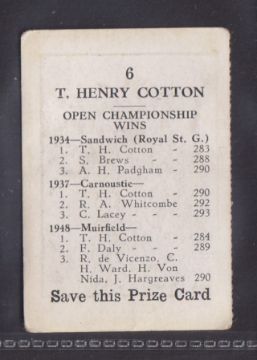 6
T. HENRY COTTON
OPEN CHAMPIONSHIP
WINS
1934—Sandwich (Royal St. G.)
1. T. H. Cotton - 283
2. S. Brews - - 288
3. A. H. Padgham - 290
1937—Carnoustie—
1. T. H. Cotton - 290
2. R. A. Whitcombe 292
3. C. Lacey - - 293
1948—Muirfield—
1. T. H. Cotton - 284
2. F. Daly - - 289
3. R. de Vicenzo, C.
H. Ward, H. Von
Nida, J. Hargreaves 290
Save this Prize Card